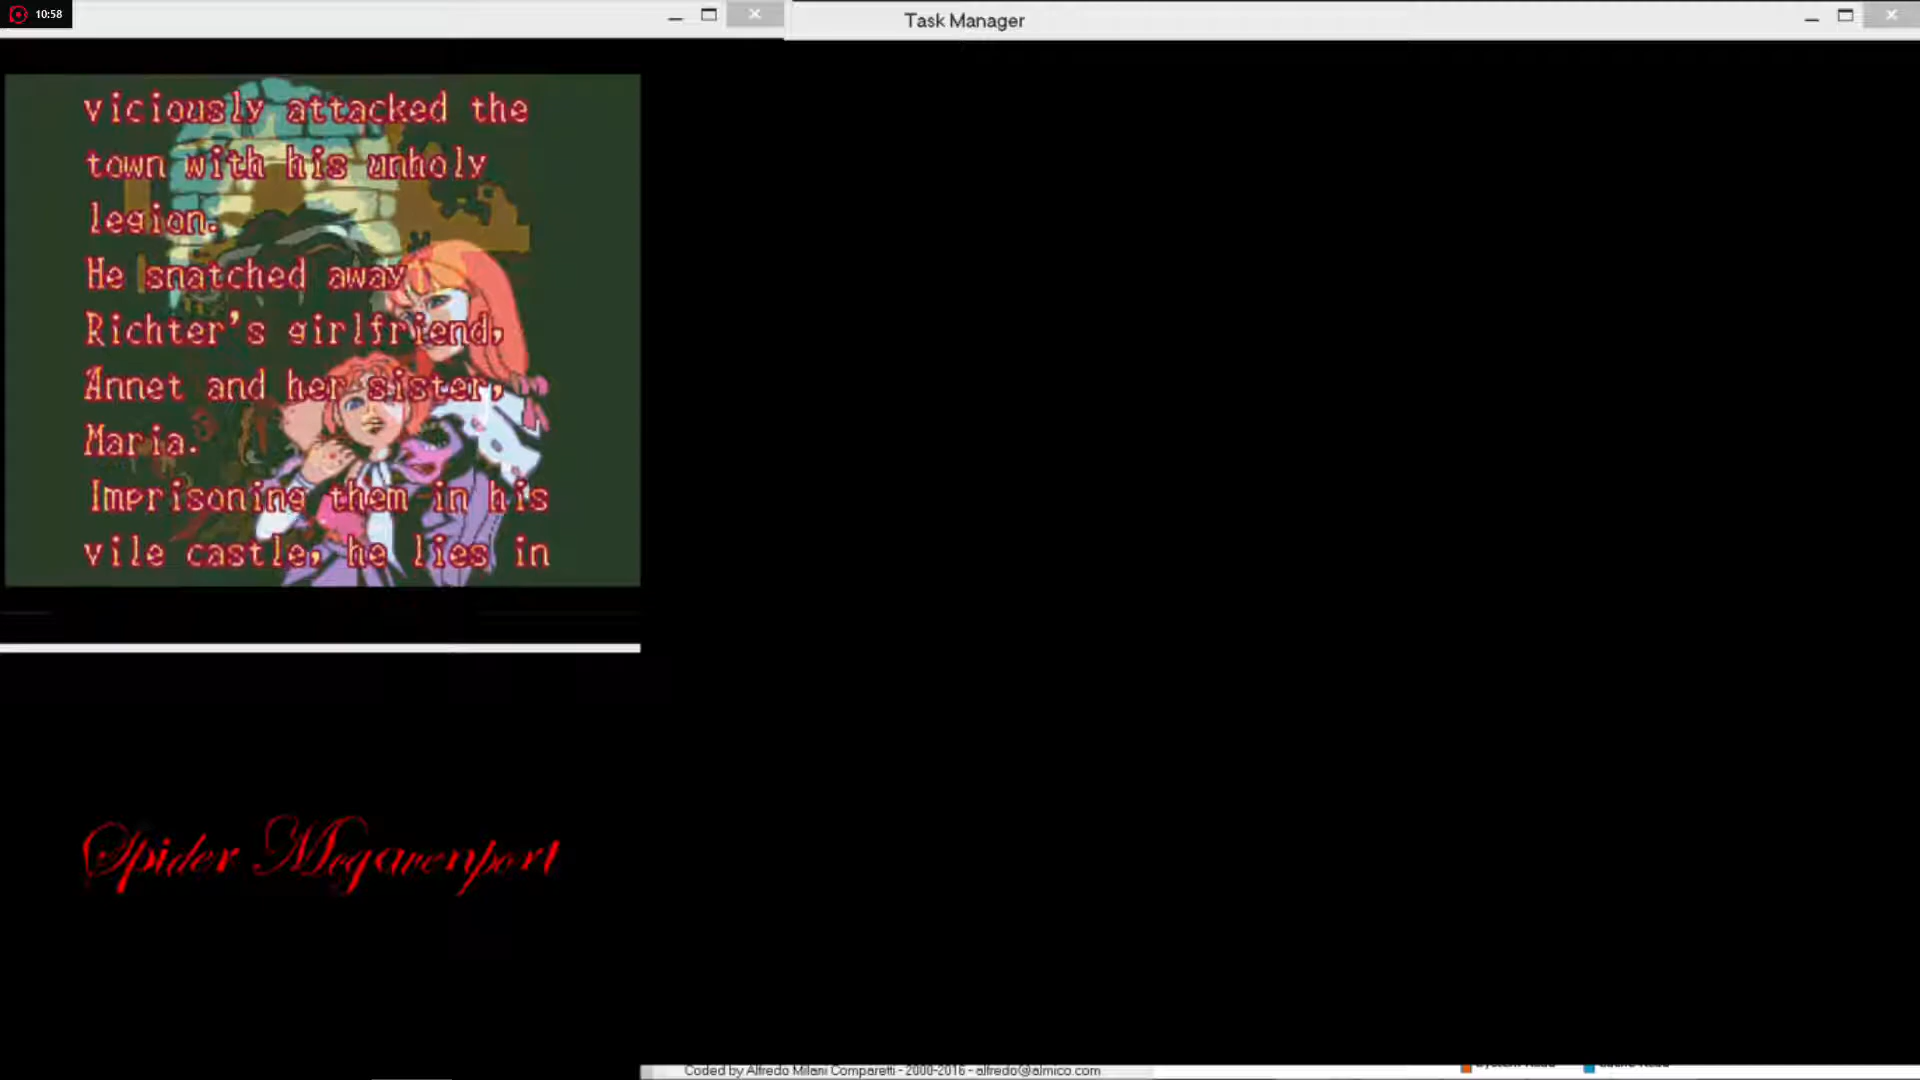 10:58
Task Manager
viciously attacked the
town with his unholy
legion.
He snatched away
Richter's girlfriend,
Annet and her sister,
Maria.
Imprisoning them in his
vile castle, he lies in
Spider Megavenport
Coded by Alfredo Milani Comparetti - 2000-2016 - alfredo@almico.com